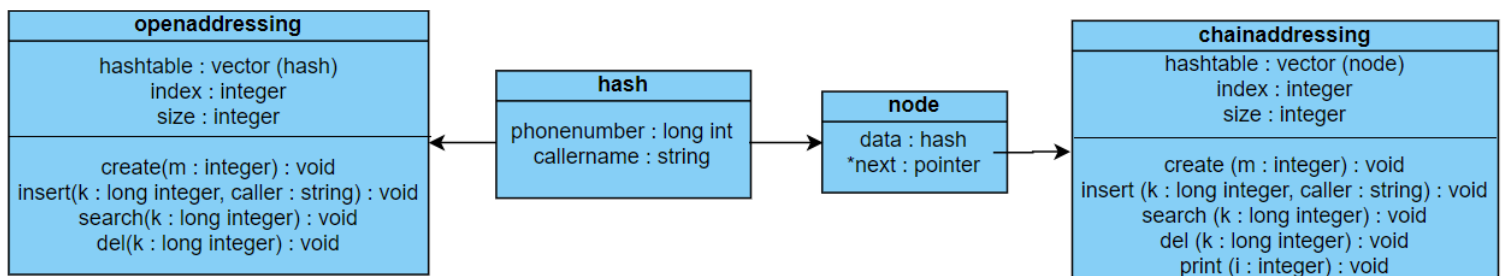 openaddressing
hashtable : vector (hash)
index : integer
size : integer
create(m : integer) : void
insert(k : long integer, caller : string) : void
search(k : long integer) : void
del(k : long integer) : void
hash
phonenumber : long int
callername : string
node
data : hash
*next : pointer
chainaddressing
hashtable : vector (node)
index : integer
size : integer
create (m : integer) : void
insert (k : long integer, caller : string) : void
search (k : long integer) : void
del (k : long integer) : void
print (i : integer) : void